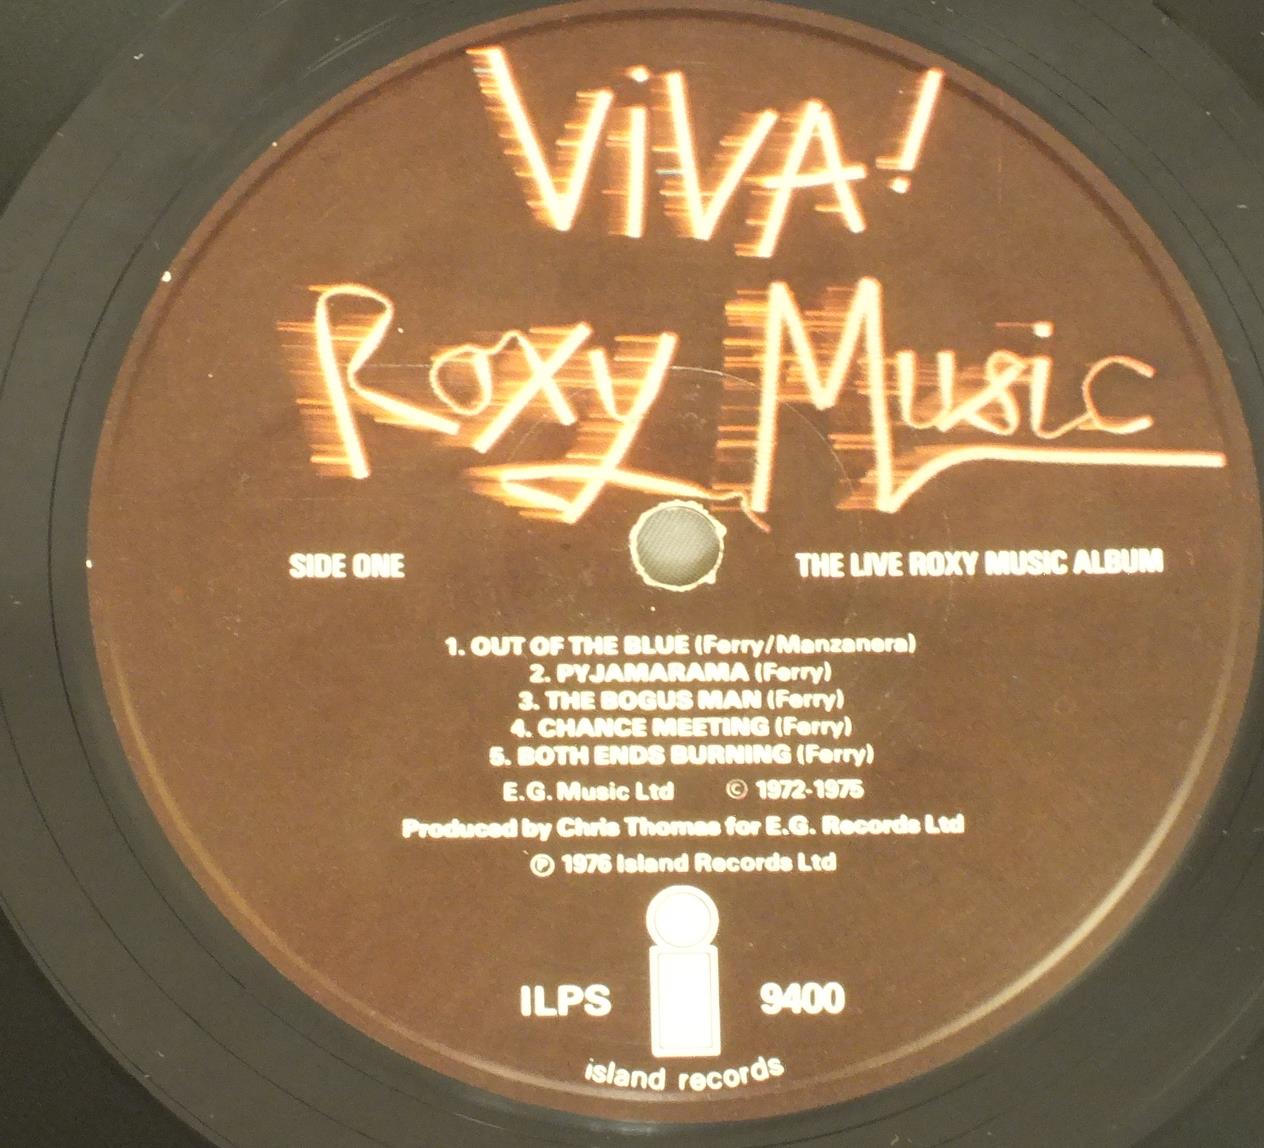 ViVA!
Roxy Music
SIDE ONE
THE LIVE ROXY MUSIC ALBUM
1. OUT OF THE BLUE (Ferry/Manzanera)
2. PYJAMARAMA (Ferry)
3. THE BOGUS MAN (Ferry)
4. CHANCE MEETING (Ferry)
5. BOTH ENDS BURNING (Ferry)
E.G. Music Ltd © 1972-1975
Produced by Chris Thomas for E.G. Records Ltd
℗ 1976 Island Records Ltd
ILPS 9400
island records